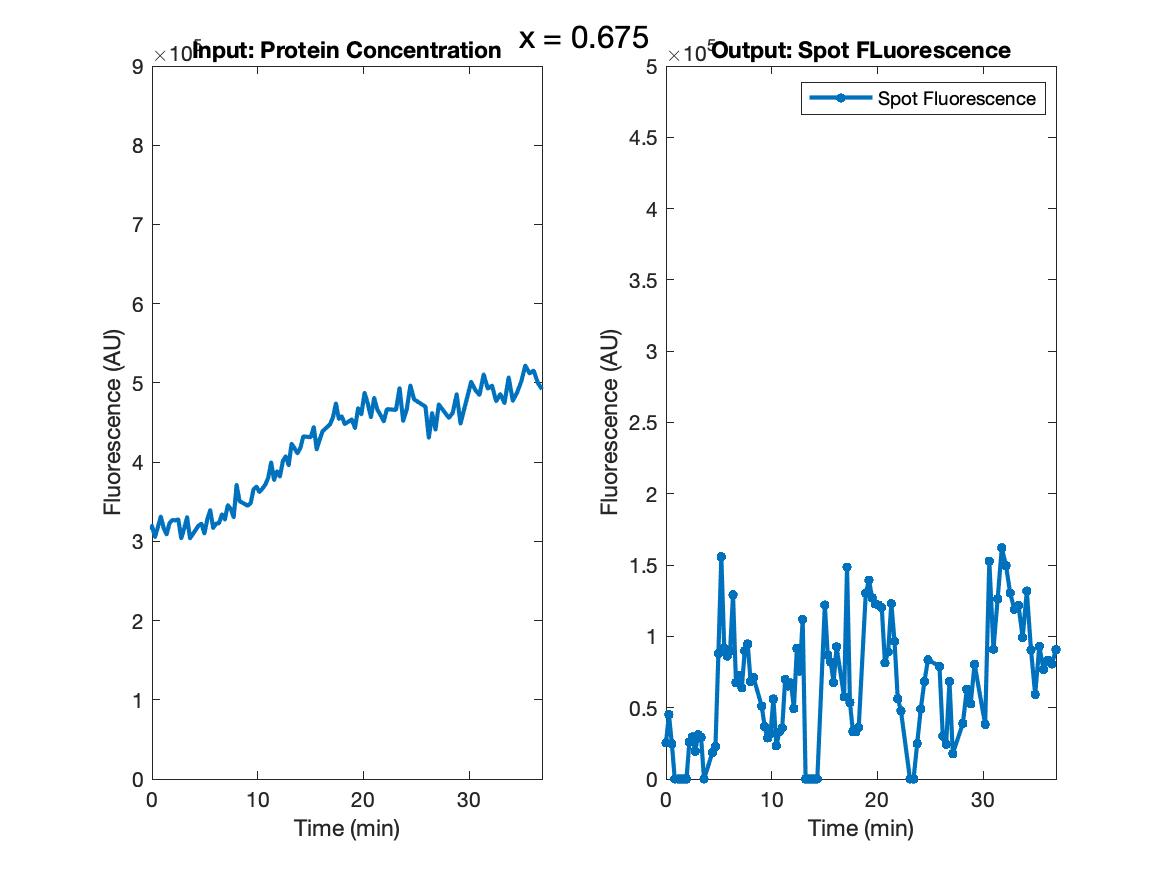 x = 0.675
×10⁵
Input: Protein Concentration
9
8
7
6
5
4
3
2
1
0
Fluorescence (AU)
0 10 20 30
Time (min)
×10⁵
Output: Spot FLuorescence
Spot Fluorescence
5
4.5
4
3.5
3
2.5
2
1.5
1
0.5
0
Fluorescence (AU)
0 10 20 30
Time (min)